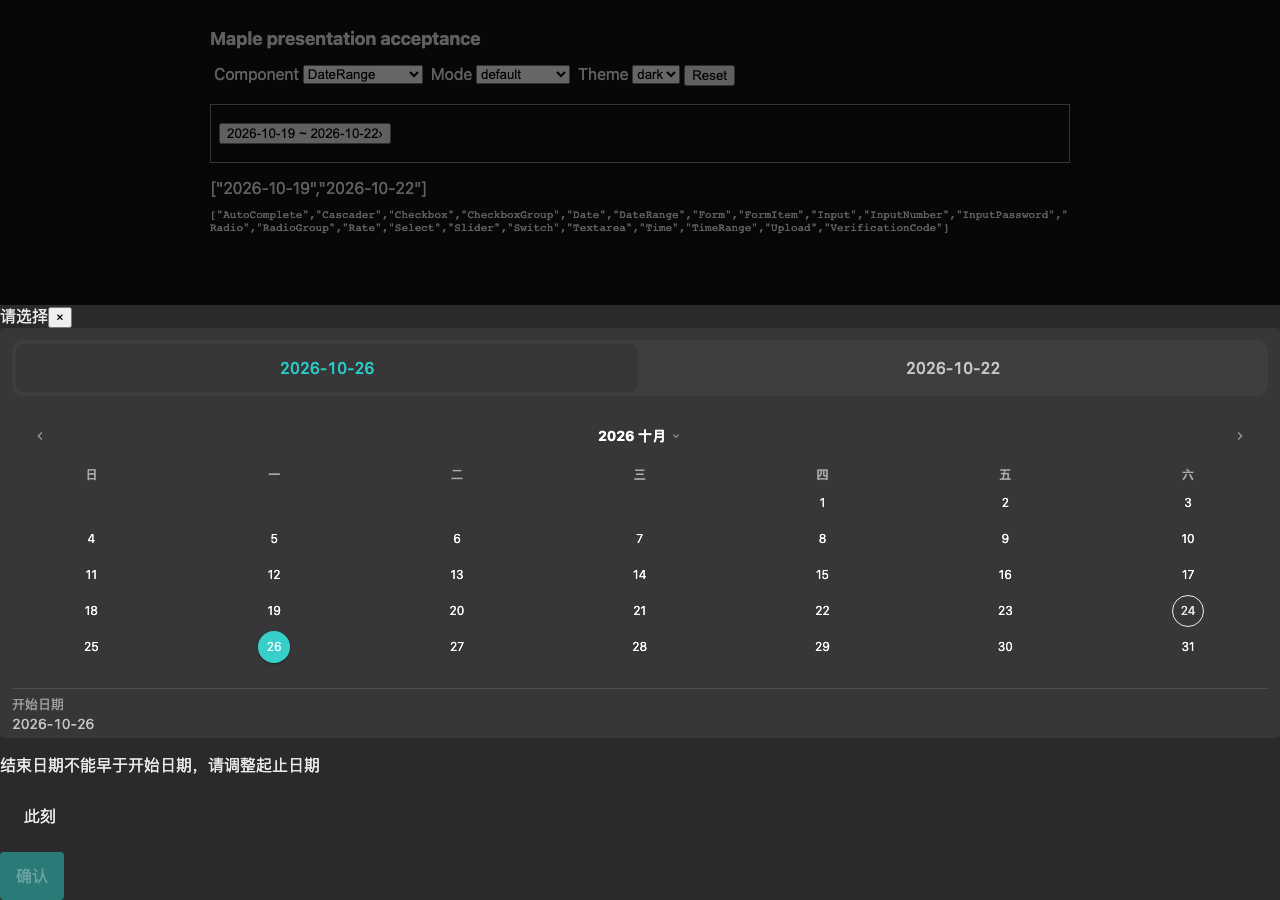 Maple presentation acceptance
Component DateRange Mode default Theme dark Reset
2026-10-19 ~ 2026-10-22›
["2026-10-19","2026-10-22"]
["AutoComplete","Cascader","Checkbox","CheckboxGroup","Date","DateRange","Form","FormItem","Input","InputNumber","InputPassword","
Radio","RadioGroup","Rate","Select","Slider","Switch","Textarea","Time","TimeRange","Upload","VerificationCode"]
请选择×
2026-10-26 2026-10-22
2026 十月
日 一 二 三 四 五 六
1 2 3
4 5 6 7 8 9 10
11 12 13 14 15 16 17
18 19 20 21 22 23 24
25 26 27 28 29 30 31
开始日期
2026-10-26
结束日期不能早于开始日期，请调整起止日期
此刻
确认